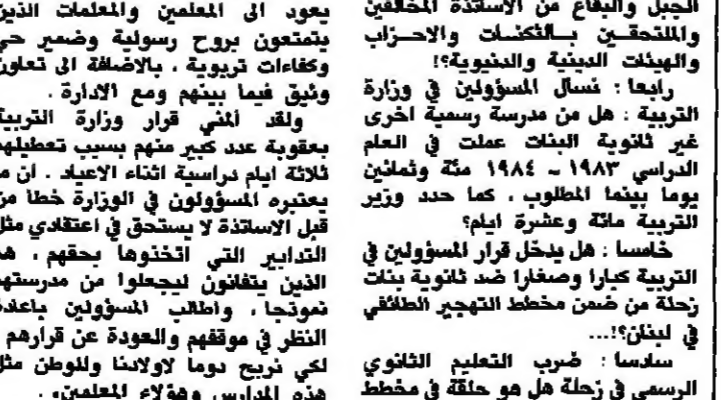 الجبل والبقاع من الاساتذة المخالفين
والملتحقين بالثكنات والاحزاب
والهيئات الدينية والدنيوية؟!
رابعا : نسأل المسؤولين في وزارة
التربية : هل من مدرسة رسمية اخرى
غير ثانوية البنات عملت في العام
الدراسي ١٩٨٣ ـ ١٩٨٤ مئة وثمانين
يوما بينما المطلوب ، كما حدد وزير
التربية مائة وعشرة ايام؟
خامسا : هل يدخل قرار المسؤولين في
التربية كبارا وصغارا ضد ثانوية بنات
زحلة من ضمن مخطط التهجير الطائفي
في لبنان؟!...
سادسا : ضرب التعليم الثانوي
الرسمي في زحلة هل هو حلقة في مخطط
يعود الى المعلمين والمعلمات الذين
يتمتعون بروح رسولية وضمير حي
وكفاءات تربوية ، بالاضافة الى تعاون
وثيق فيما بينهم ومع الادارة .
ولقد المني قرار وزارة التربية
بعقوبة عدد كبير منهم بسبب تعطيلهم
ثلاثة ايام دراسية اثناء الاعياد . ان ما
يعتبره المسؤولون في الوزارة خطأ من
قبل الاساتذة لا يستحق في اعتقادي مثل
التدابير التي اتخذوها بحقهم ، هم
الذين يتفانون ليجعلوا من مدرستهم
نموذجا ، واطالب المسؤولين باعادة
النظر في موقفهم والعودة عن قرارهم
لكي نربح دوما لاولادنا وللوطن مثل
هذه المدارس وهؤلاء المعلمين» .